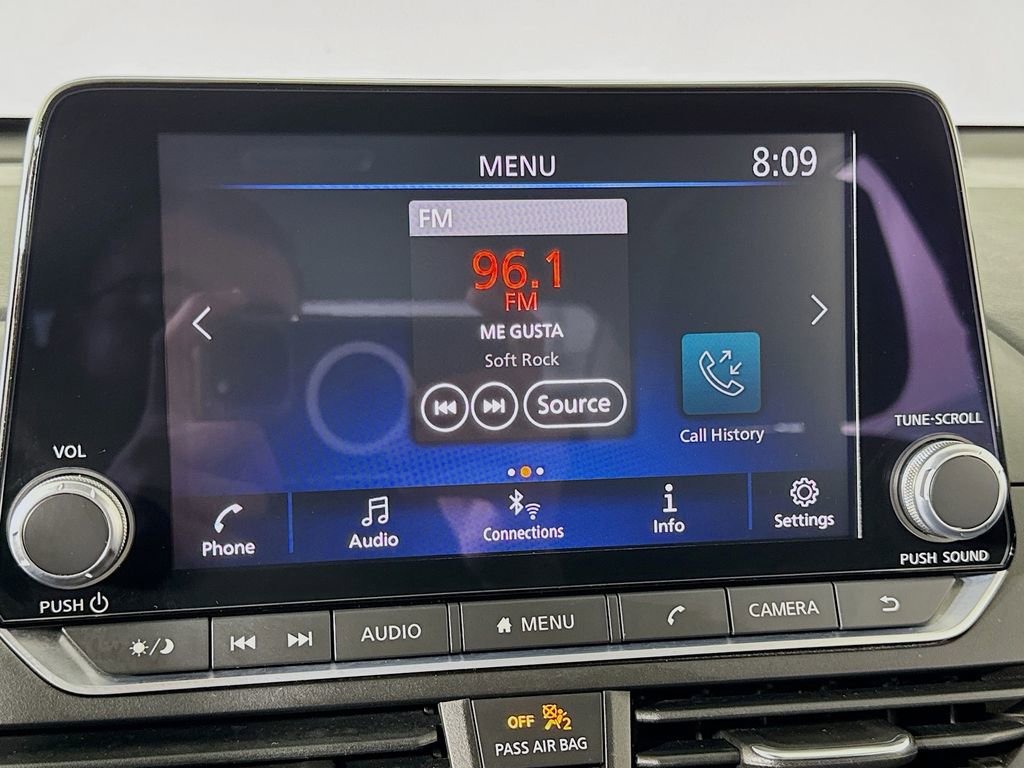 MENU
8:09
FM
96.1
FM
ME GUSTA
Soft Rock
Source
Call History
VOL
TUNE·SCROLL
Phone
Audio
Connections
Info
Settings
PUSH
PUSH SOUND
AUDIO
MENU
CAMERA
OFF
2
PASS AIR BAG